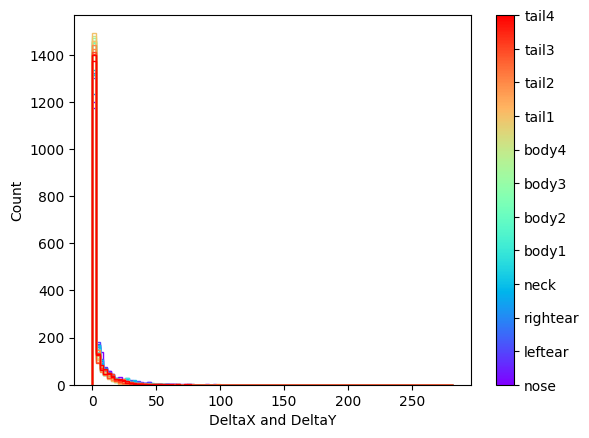 1400
1200
1000
800
600
400
200
0
Count
0 50 100 150 200 250
DeltaX and DeltaY
tail4
tail3
tail2
tail1
body4
body3
body2
body1
neck
rightear
leftear
nose